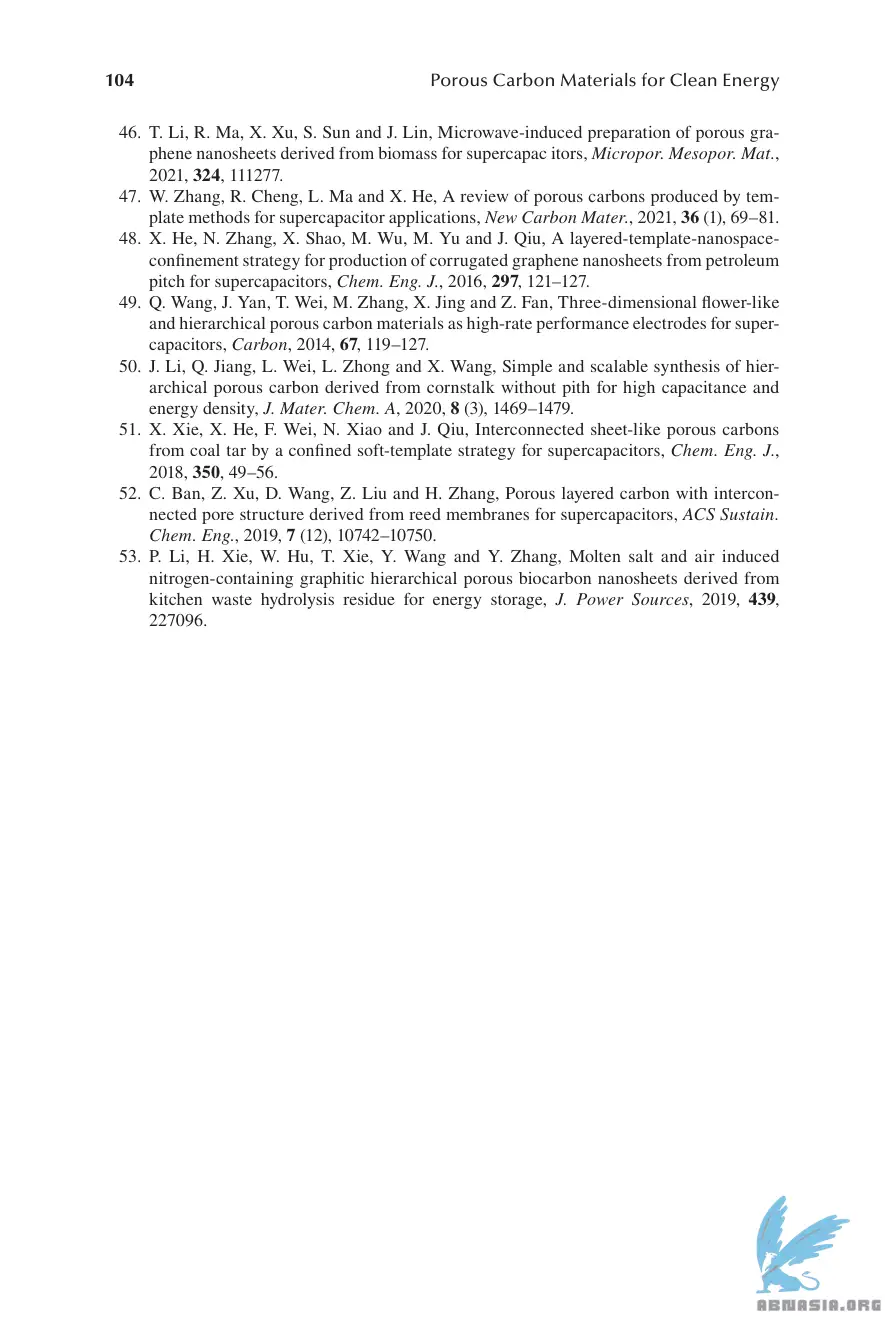 104 Porous Carbon Materials for Clean Energy
46. T. Li, R. Ma, X. Xu, S. Sun and J. Lin, Microwave-induced preparation of porous gra-
phene nanosheets derived from biomass for supercapac itors, Micropor. Mesopor. Mat.,
2021, 324, 111277.
47. W. Zhang, R. Cheng, L. Ma and X. He, A review of porous carbons produced by tem-
plate methods for supercapacitor applications, New Carbon Mater., 2021, 36 (1), 69–81.
48. X. He, N. Zhang, X. Shao, M. Wu, M. Yu and J. Qiu, A layered-template-nanospace-
confinement strategy for production of corrugated graphene nanosheets from petroleum
pitch for supercapacitors, Chem. Eng. J., 2016, 297, 121–127.
49. Q. Wang, J. Yan, T. Wei, M. Zhang, X. Jing and Z. Fan, Three-dimensional flower-like
and hierarchical porous carbon materials as high-rate performance electrodes for super-
capacitors, Carbon, 2014, 67, 119–127.
50. J. Li, Q. Jiang, L. Wei, L. Zhong and X. Wang, Simple and scalable synthesis of hier-
archical porous carbon derived from cornstalk without pith for high capacitance and
energy density, J. Mater. Chem. A, 2020, 8 (3), 1469–1479.
51. X. Xie, X. He, F. Wei, N. Xiao and J. Qiu, Interconnected sheet-like porous carbons
from coal tar by a confined soft-template strategy for supercapacitors, Chem. Eng. J.,
2018, 350, 49–56.
52. C. Ban, Z. Xu, D. Wang, Z. Liu and H. Zhang, Porous layered carbon with intercon-
nected pore structure derived from reed membranes for supercapacitors, ACS Sustain.
Chem. Eng., 2019, 7 (12), 10742–10750.
53. P. Li, H. Xie, W. Hu, T. Xie, Y. Wang and Y. Zhang, Molten salt and air induced
nitrogen-containing graphitic hierarchical porous biocarbon nanosheets derived from
kitchen waste hydrolysis residue for energy storage, J. Power Sources, 2019, 439,
227096.
ABNASIA.ORG